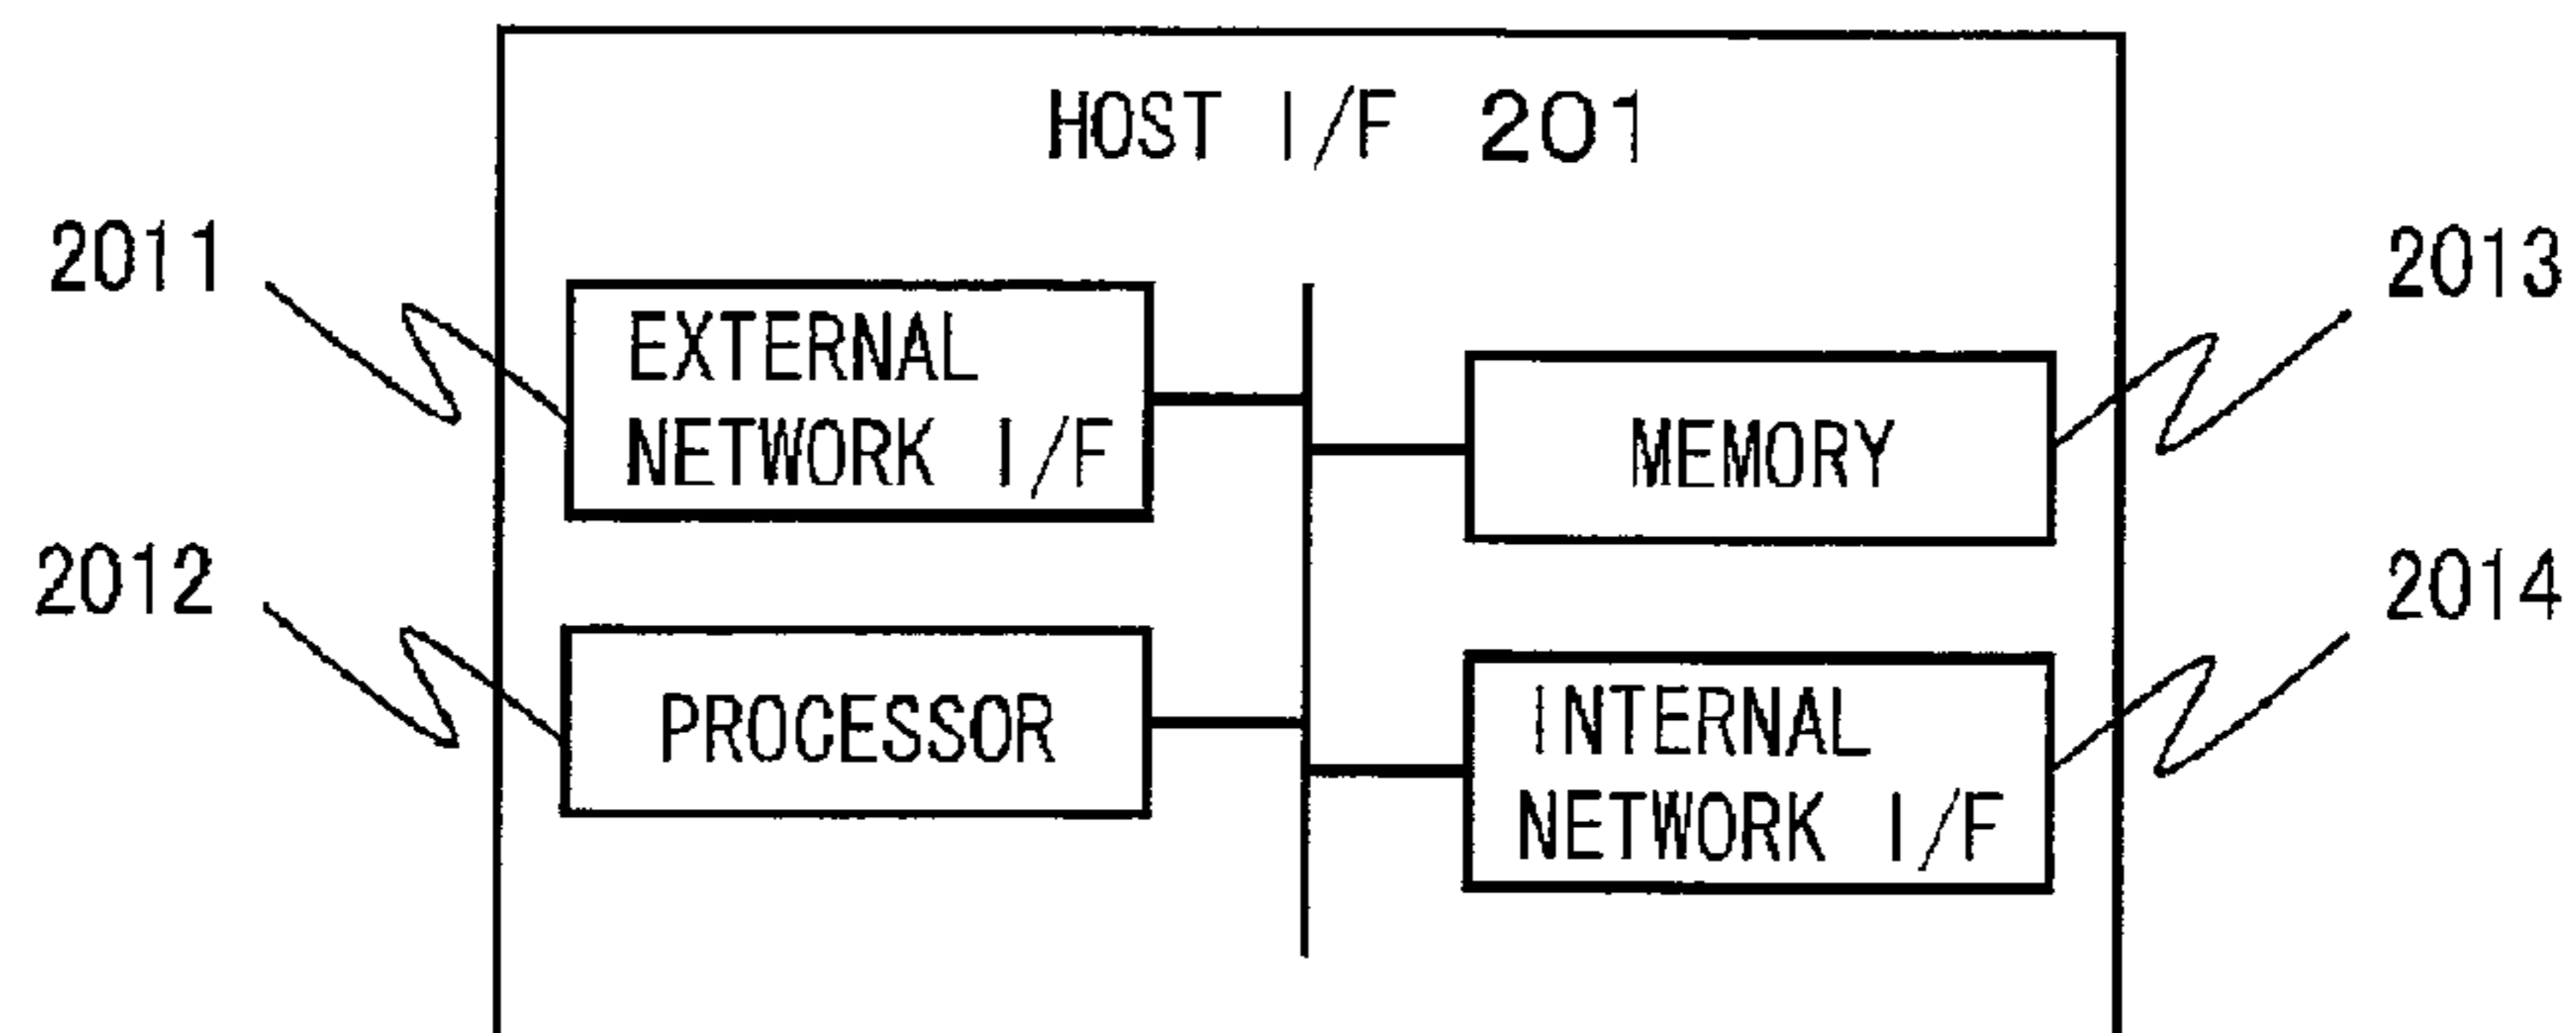 HOST I/F 201
2011
EXTERNAL
NETWORK I/F
2013
MEMORY
2012
PROCESSOR
2014
INTERNAL
NETWORK I/F